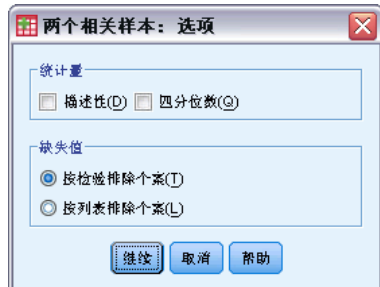 两个相关样本：选项
统计量
描述性(D) 四分位数(Q)
缺失值
按检验排除个案(T)
按列表排除个案(L)
继续 取消 帮助